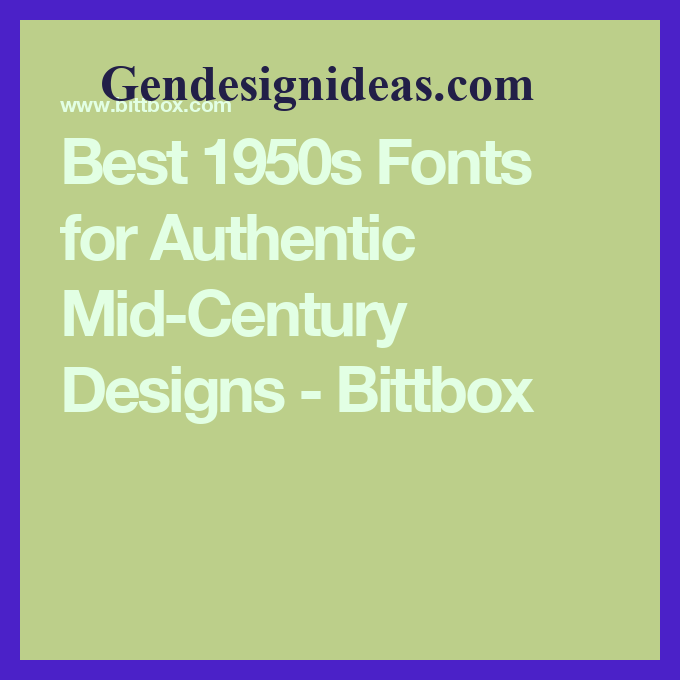 Gendesignideas.com
www.bittbox.com
Best 1950s Fonts
for Authentic
Mid-Century
Designs - Bittbox